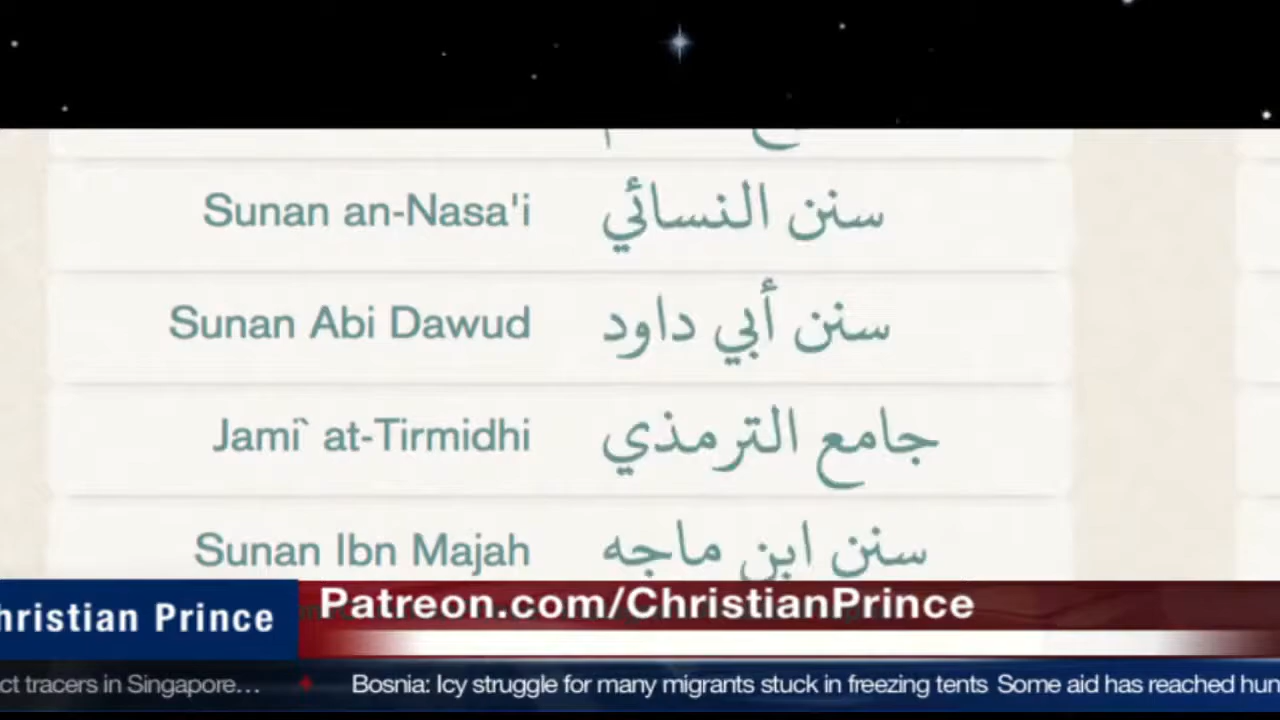 Sunan an-Nasa'i سنن النسائي
Sunan Abi Dawud سنن أبي داود
Jami` at-Tirmidhi جامع الترمذي
Sunan Ibn Majah سنن ابن ماجه
hristian Prince
Patreon.com/ChristianPrince
ct tracers in Singapore… Bosnia: Icy struggle for many migrants stuck in freezing tents Some aid has reached hun